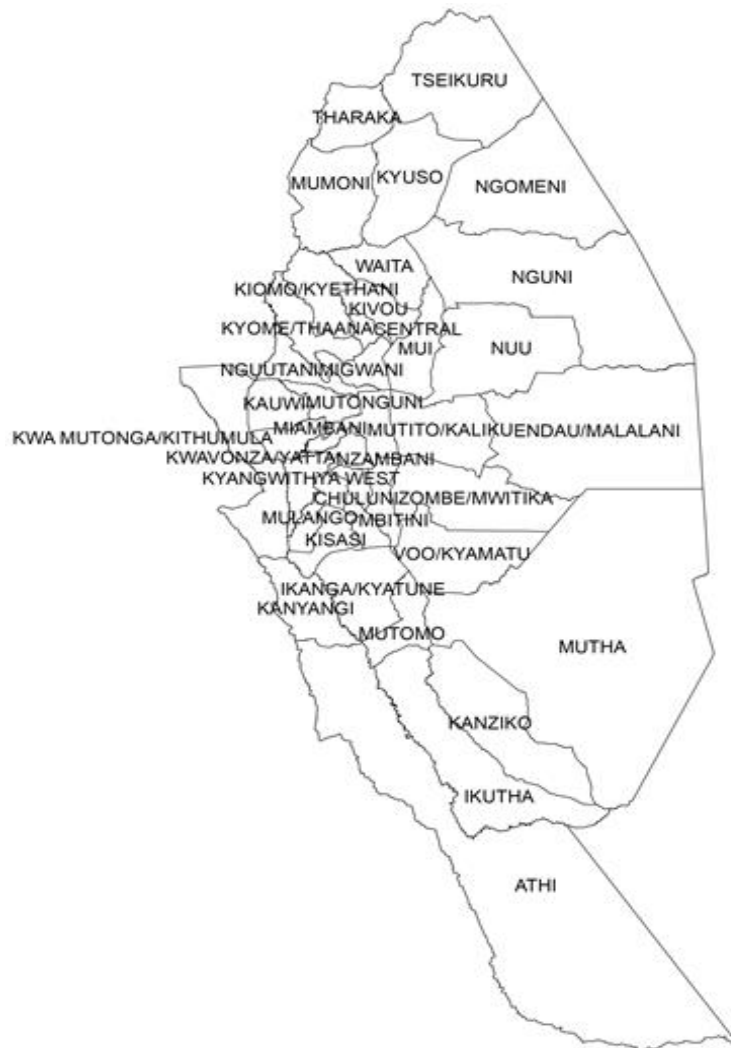 TSEIKURU
THARAKA
MUMONI
KYUSO
NGOMENI
WAITA
NGUNI
KIOMO/KYETHANI
KIVOU
KYOME/THAANACENTRAL
MUI
NUU
NGUUTANIMIGWANI
KAUWIMUTONGUNI
MIAMBANIMUTITO/KALIKUENDAU/MALALANI
KWA MUTONGA/KITHUMULA
KWAVONZA/YATTANZAMBANI
KYANGWITHYA WEST
CHULUNIZOMBE/MWITIKA
MULANGO
MBITINI
KISASI
VOO/KYAMATU
IKANGA/KYATUNE
KANYANGI
MUTOMO
MUTHA
KANZIKO
IKUTHA
ATHI